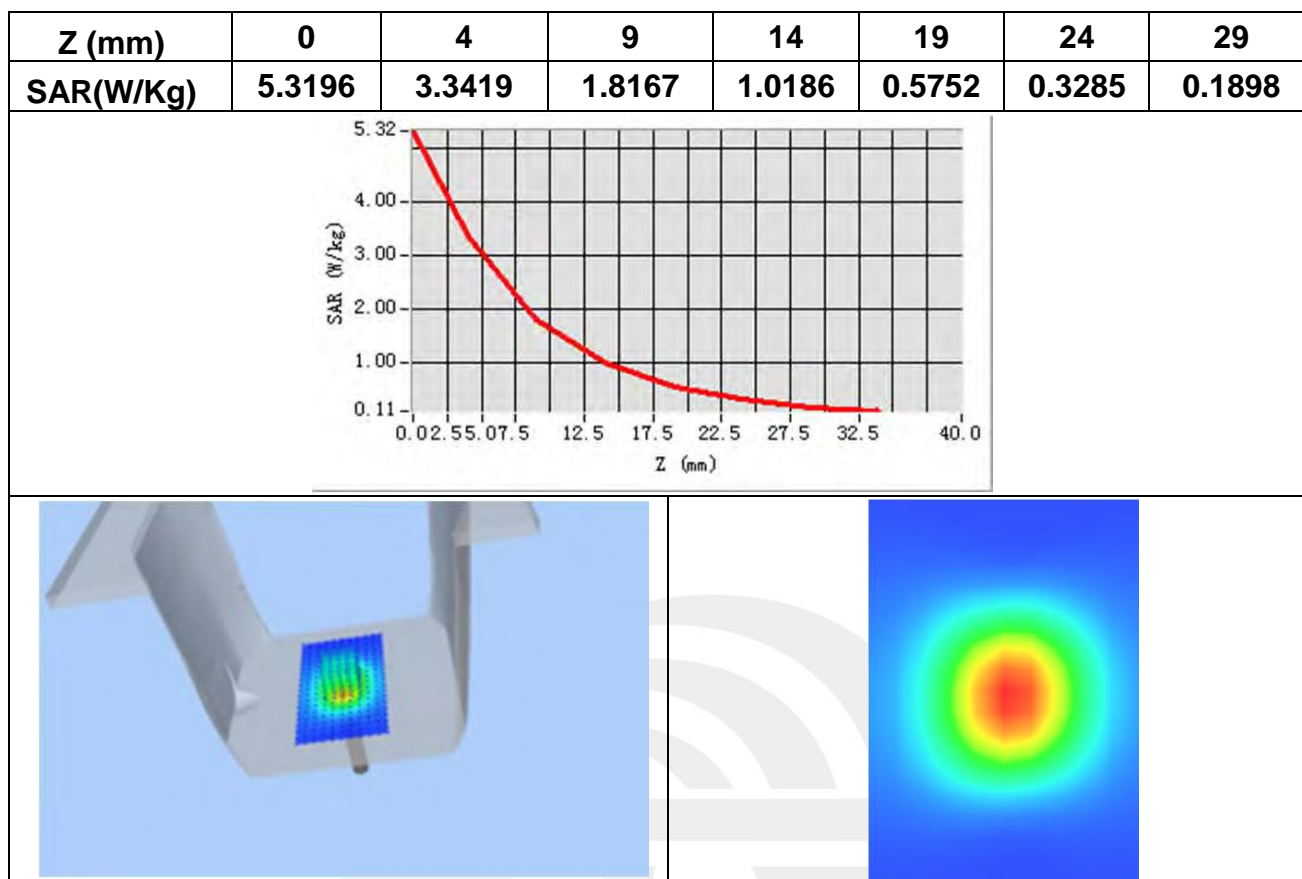 Z (mm) 0 4 9 14 19 24 29
SAR(W/Kg) 5.3196 3.3419 1.8167 1.0186 0.5752 0.3285 0.1898
5.32
4.00
3.00
2.00
1.00
0.11
SAR (W/kg)
0.0 2.5 5.0 7.5 12.5 17.5 22.5 27.5 32.5 40.0
Z (mm)